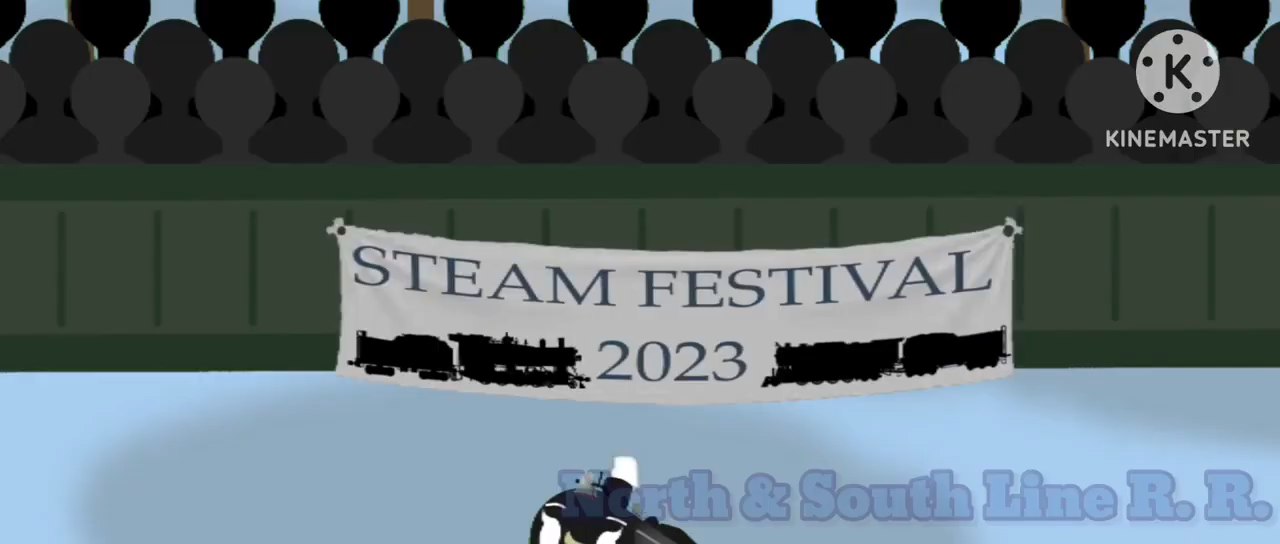 K
KINEMASTER
STEAM FESTIVAL
2023
North & South Line R. R.